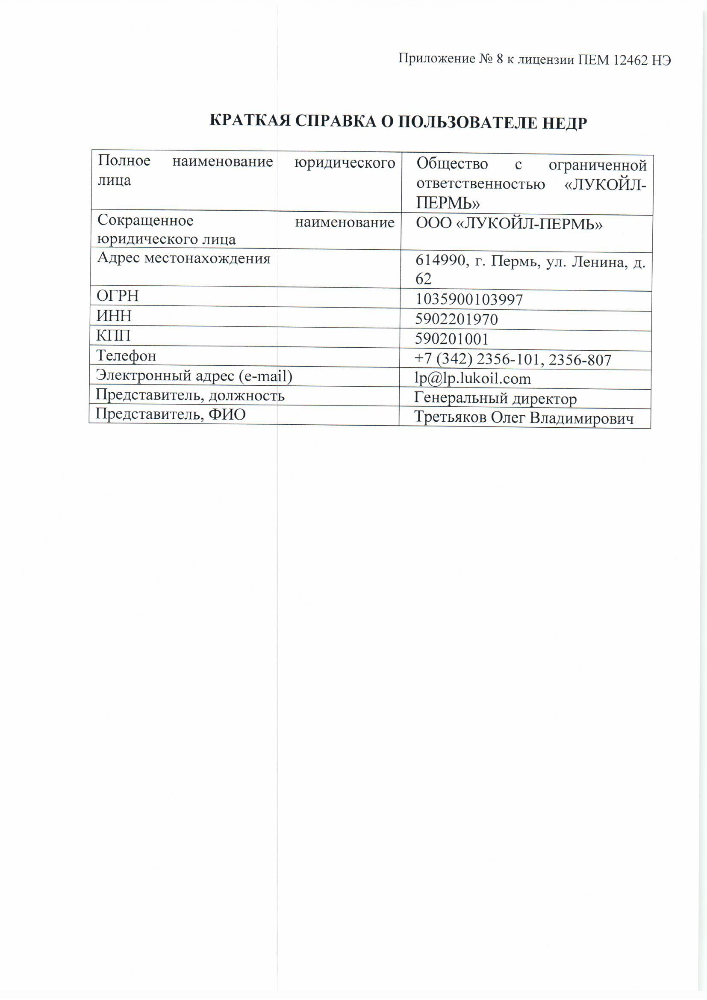 Приложение № 8 к лицензии ПЕМ 12462 НЭ
КРАТКАЯ СПРАВКА О ПОЛЬЗОВАТЕЛЕ НЕДР
Полное наименование юридического
лица
Общество с ограниченной
ответственностью «ЛУКОЙЛ-
ПЕРМЬ»
Сокращенное наименование
юридического лица
ООО «ЛУКОЙЛ-ПЕРМЬ»
Адрес местонахождения
614990, г. Пермь, ул. Ленина, д.
62
ОГРН
1035900103997
ИНН
5902201970
КПП
590201001
Телефон
+7 (342) 2356-101, 2356-807
Электронный адрес (e-mail)
lp@lp.lukoil.com
Представитель, должность
Генеральный директор
Представитель, ФИО
Третьяков Олег Владимирович